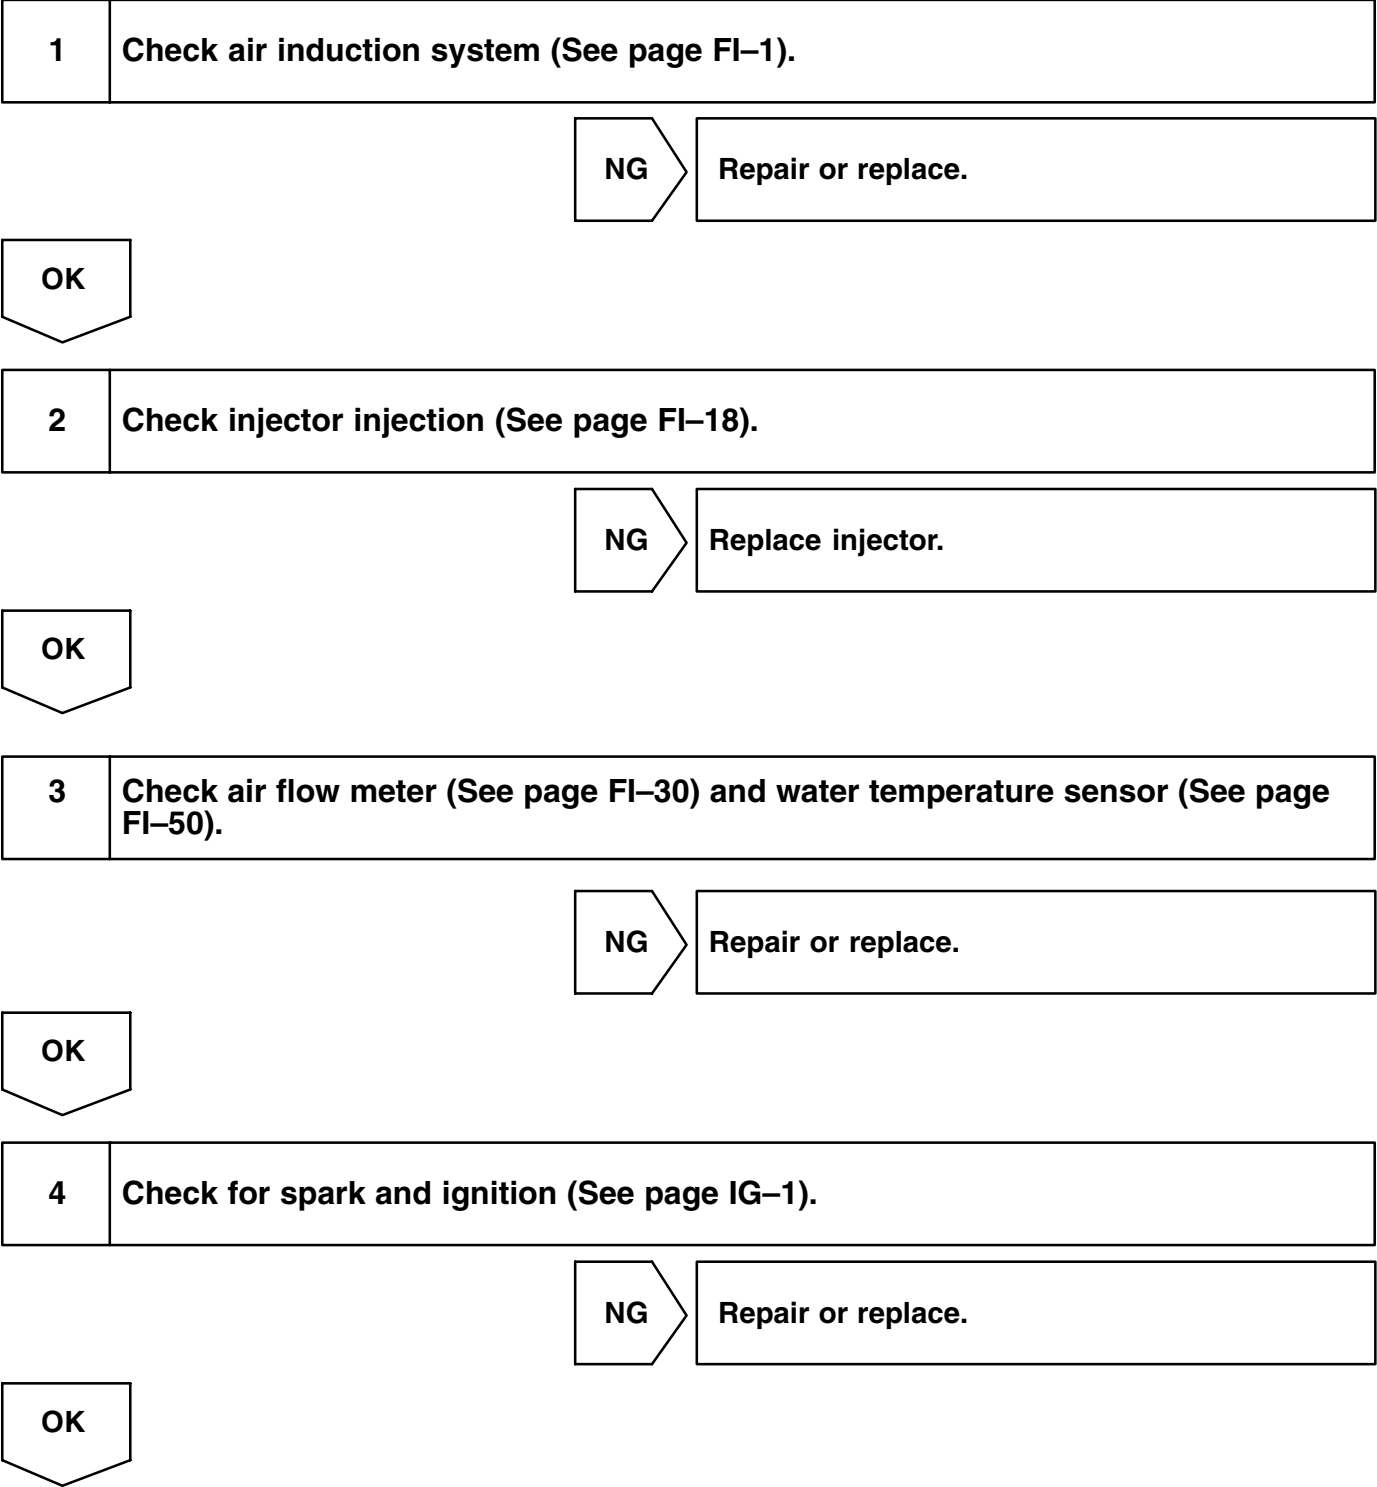 1 Check air induction system (See page FI–1).
NG Repair or replace.
OK
2 Check injector injection (See page FI–18).
NG Replace injector.
OK
3 Check air flow meter (See page FI–30) and water temperature sensor (See page
FI–50).
NG Repair or replace.
OK
4 Check for spark and ignition (See page IG–1).
NG Repair or replace.
OK